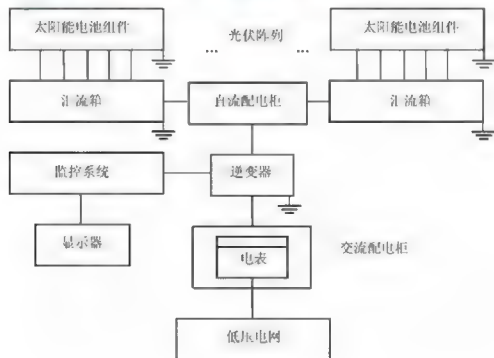 太阳能电池组件
光伏阵列
太阳能电池组件
...
...
汇流箱
直流配电柜
汇流箱
监控系统
逆变器
显示器
电表
交流配电柜
低压电网